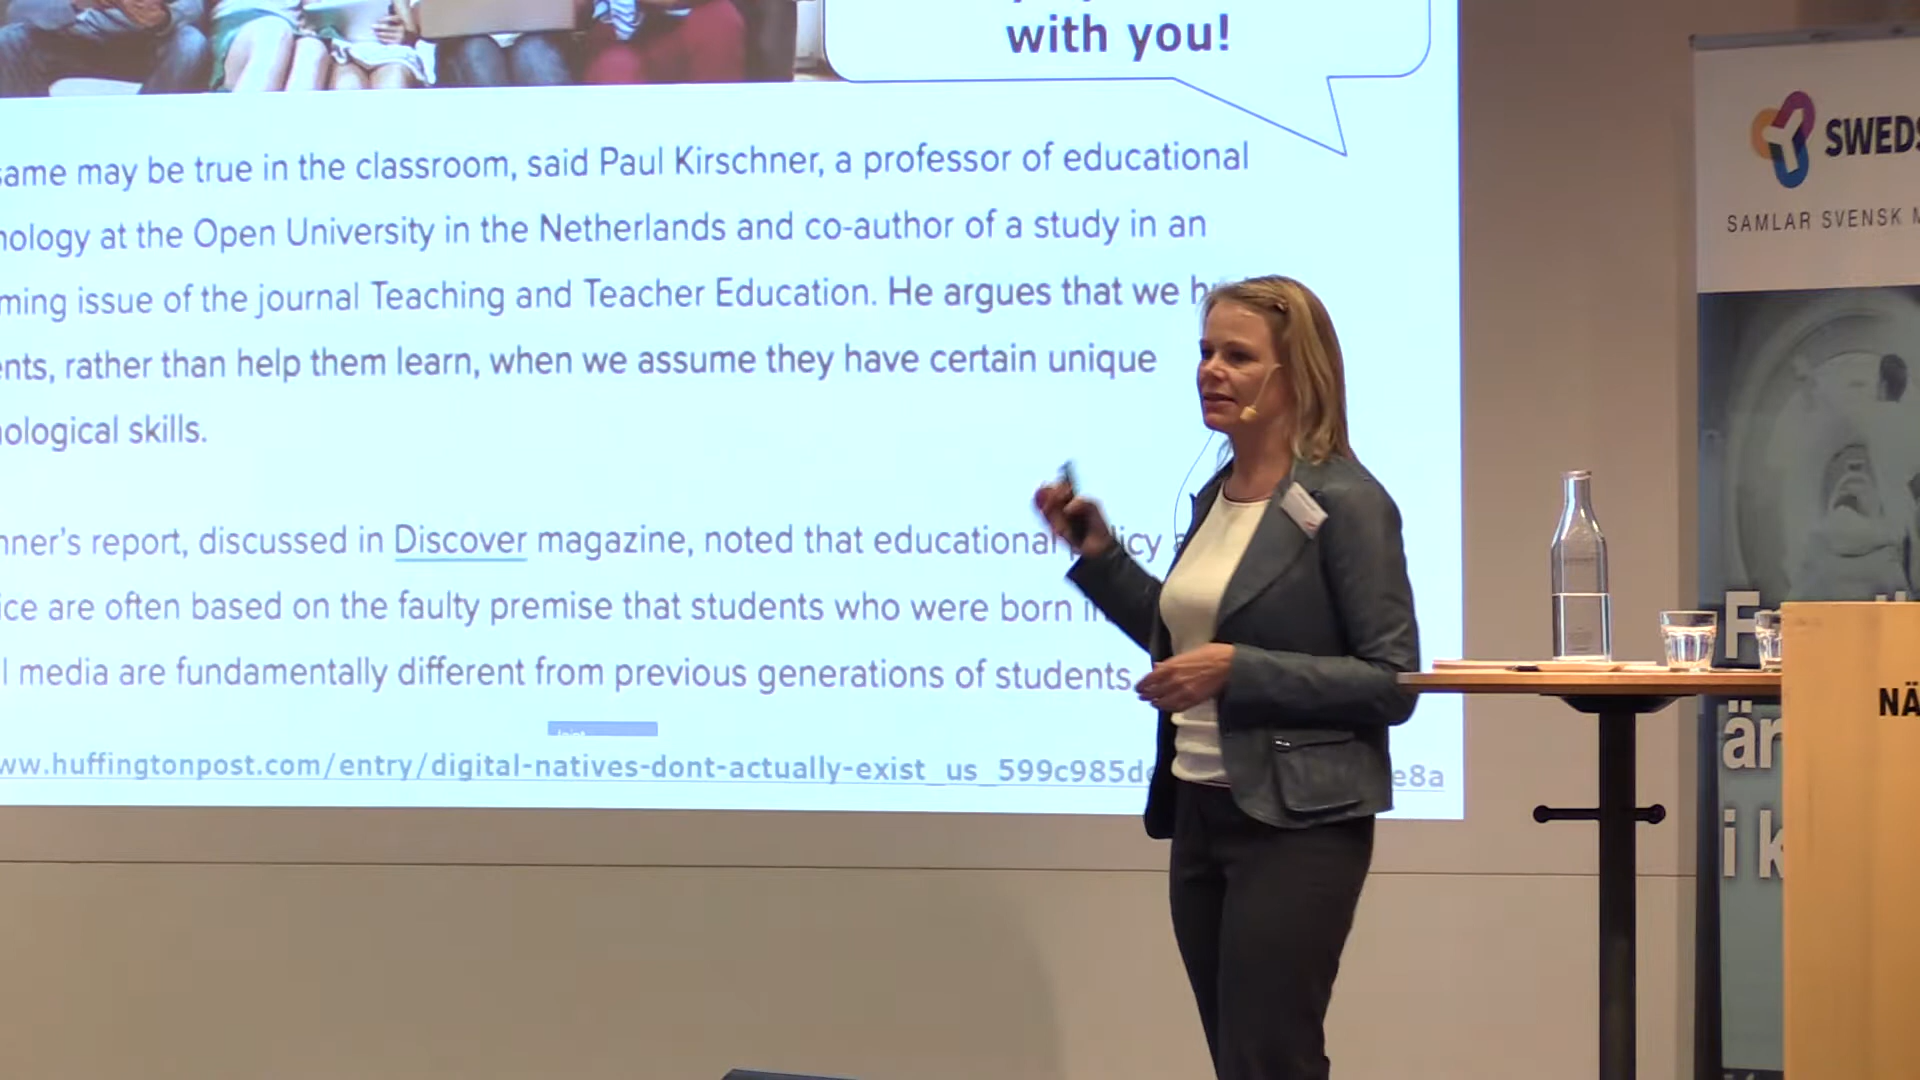 with you!
same may be true in the classroom, said Paul Kirschner, a professor of educational
nology at the Open University in the Netherlands and co-author of a study in an
ming issue of the journal Teaching and Teacher Education. He argues that we h
ents, rather than help them learn, when we assume they have certain unique
ological skills.
nner's report, discussed in Discover magazine, noted that educational policy
ice are often based on the faulty premise that students who were born in
l media are fundamentally different from previous generations of students.
ww.huffingtonpost.com/entry/digital-natives-dont-actually-exist_us_599c985de e8a
SWEDS
SAMLAR SVENSK M
F
är
i k
NÄ